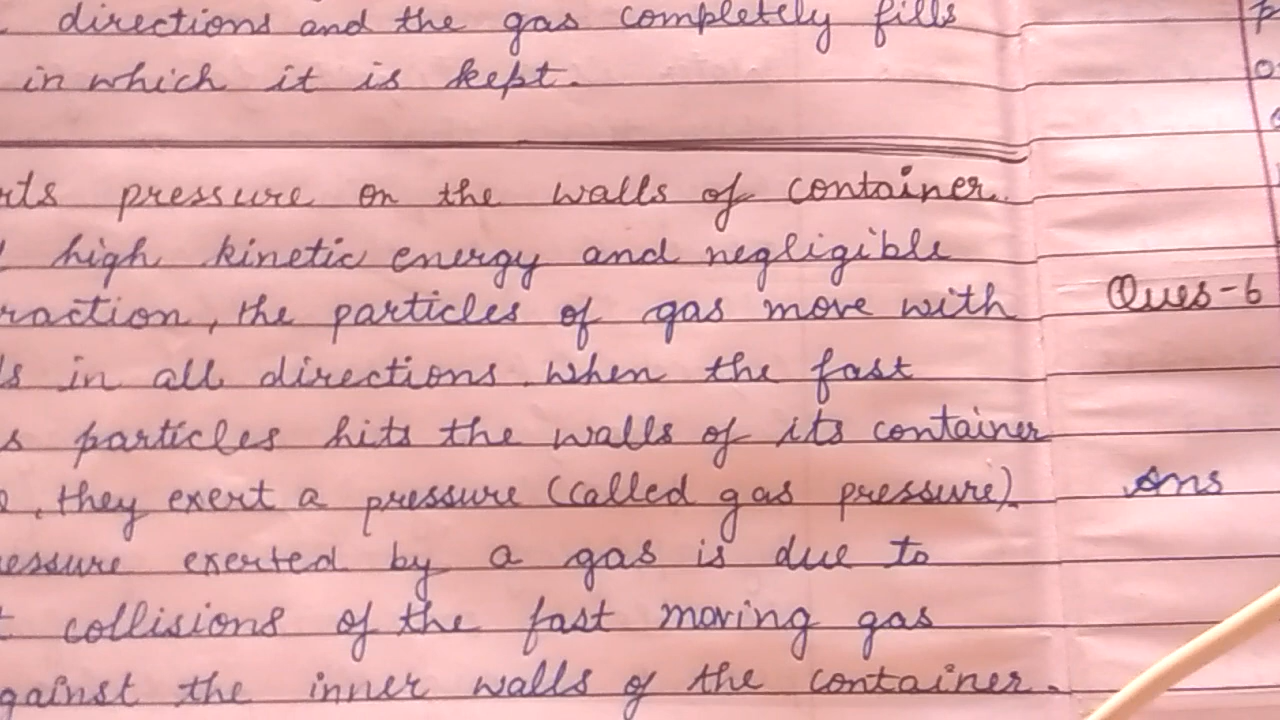 directions and the gas completely fills
in which it is kept.
rts pressure on the walls of container.
high kinetic energy and negligible
raction, the particles of gas move with
s in all directions. When the fast
s particles hits the walls of its container
, they exert a pressure (called gas pressure).
essure exerted by a gas is due to
t collisions of the fast moving gas
gainst the inner walls of the container.
Ques-6
Ans